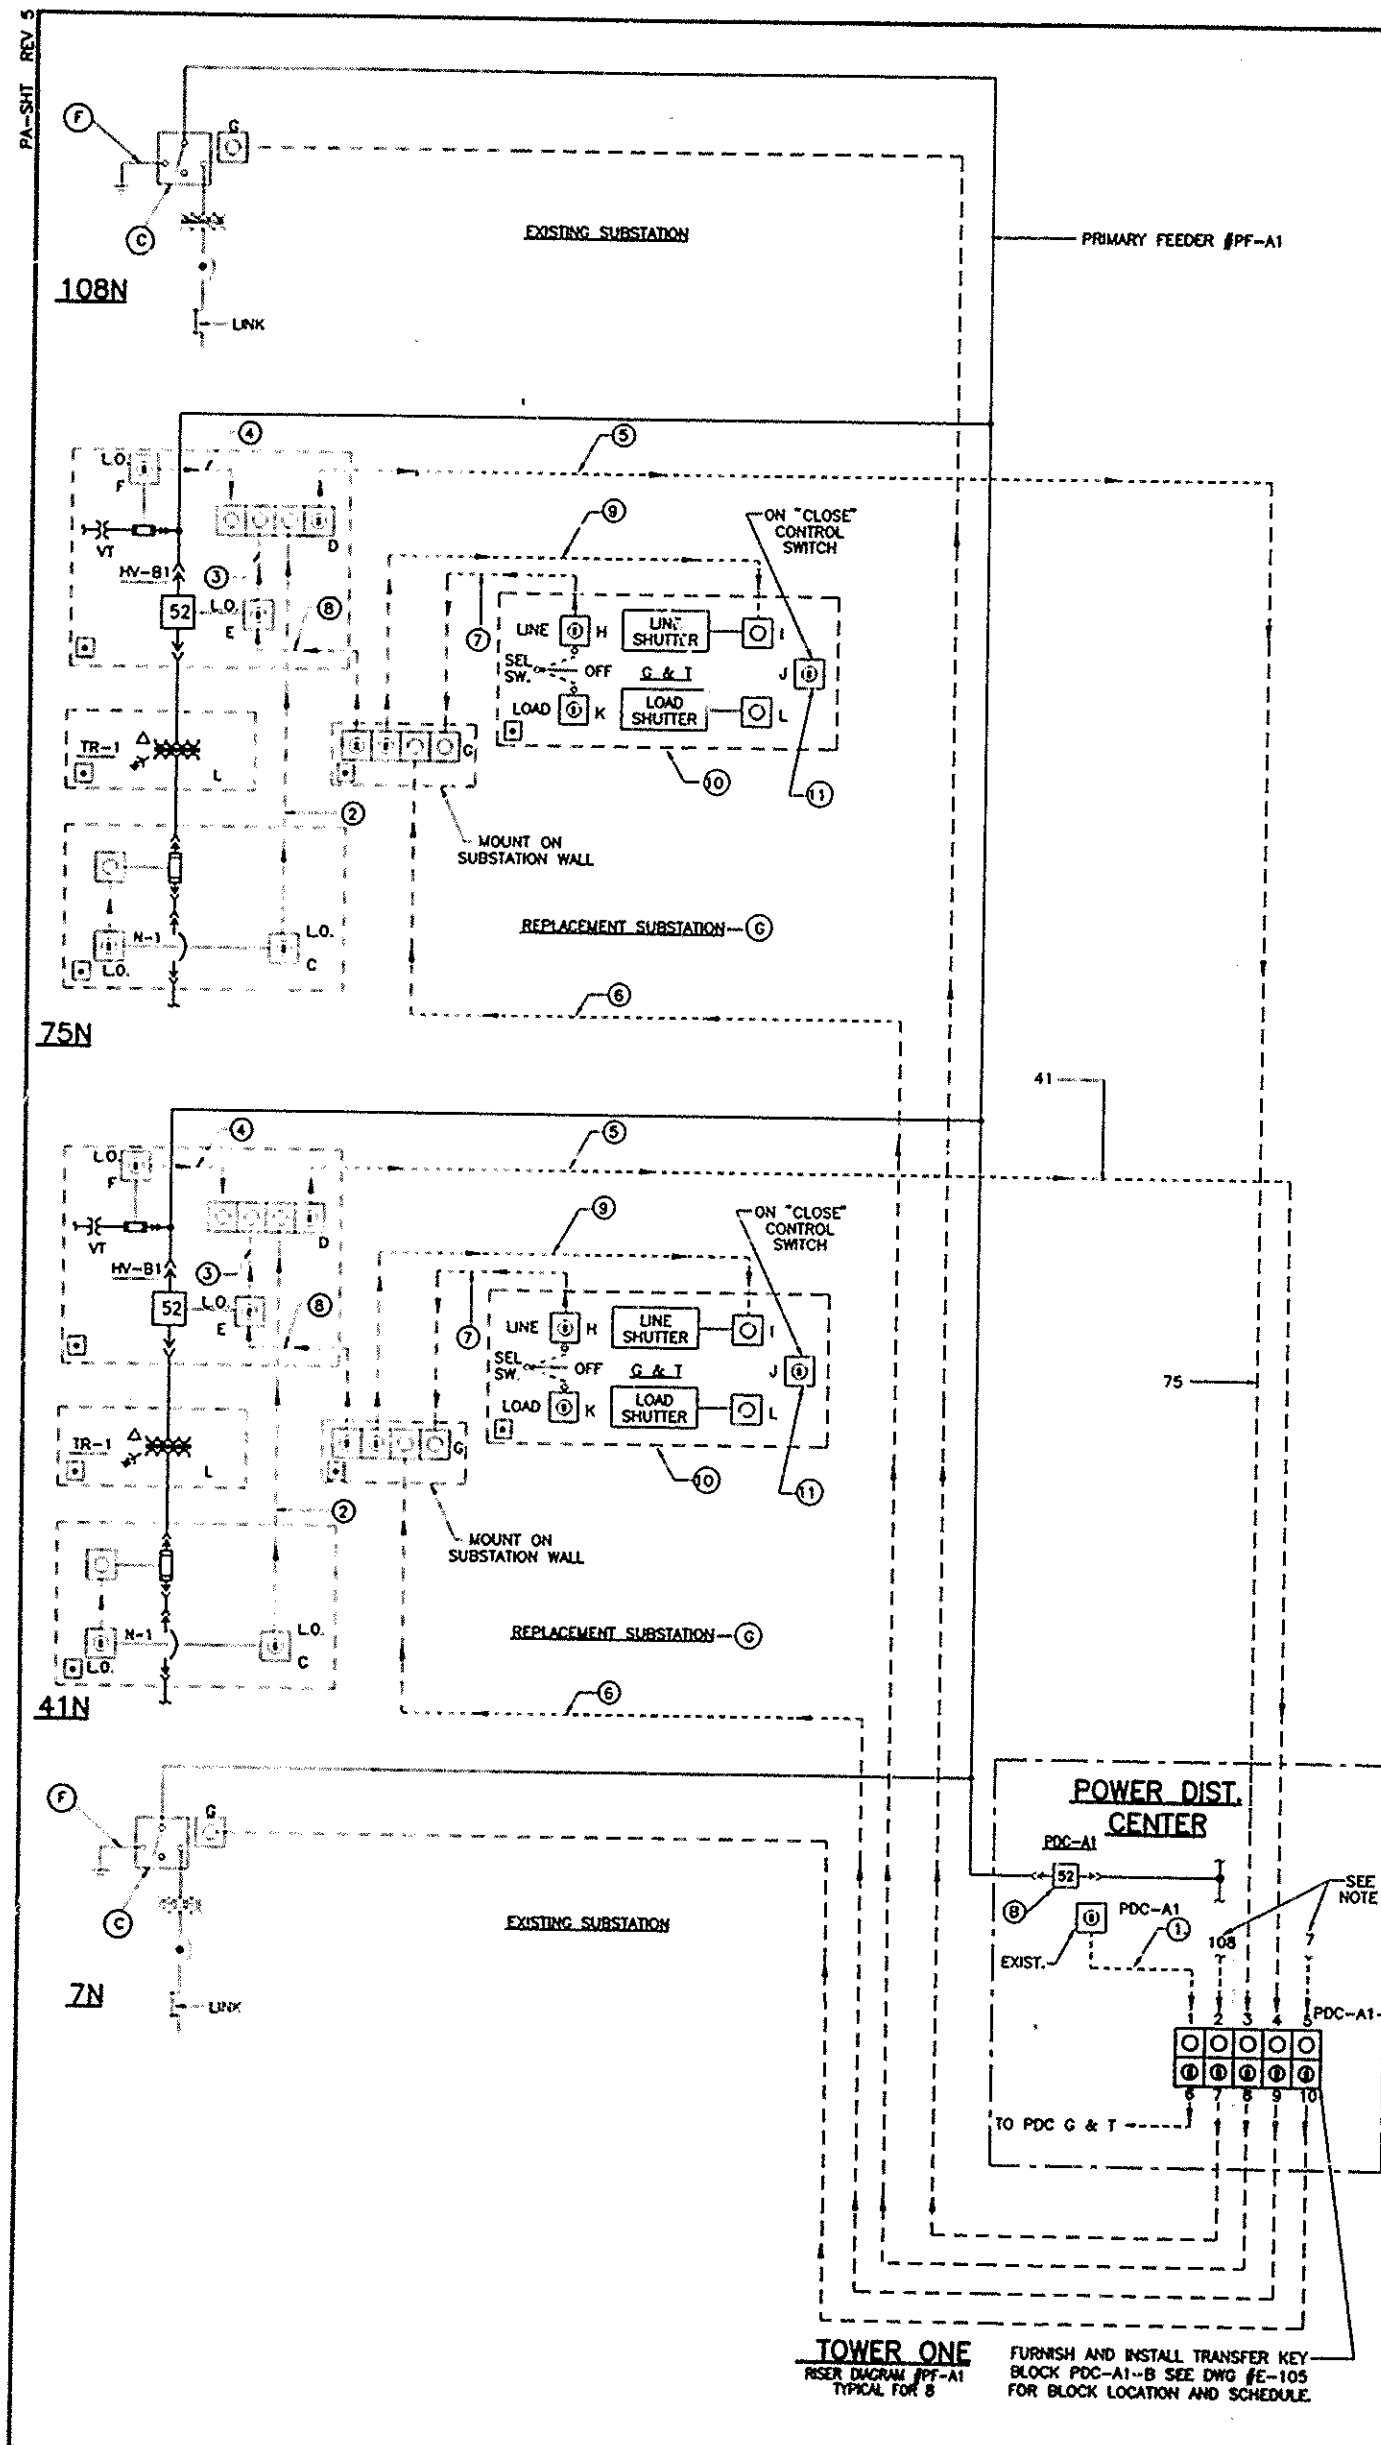 PA-SHT REV 5
F
G
C
EXISTING SUBSTATION
PRIMARY FEEDER #PF-A1
108N
LINK
4
5
L.O.
F
9
ON "CLOSE"
CONTROL
SWITCH
VT
D
HV-B1
3
8
52
L.O.
E
7
LINE
H
LINE
SHUTTER
I
SEL
SW.
OFF
G & T
J
LOAD
K
LOAD
SHUTTER
L
TR-1
L
G
10
11
2
MOUNT ON
SUBSTATION WALL
N-1
L.O.
C
L.O.
REPLACEMENT SUBSTATION
G
6
75N
41
4
5
L.O.
F
9
ON "CLOSE"
CONTROL
SWITCH
VT
D
HV-B1
3
8
52
L.O.
E
7
LINE
H
LINE
SHUTTER
I
SEL
SW.
OFF
G & T
J
75
LOAD
K
LOAD
SHUTTER
L
TR-1
L
G
10
11
2
MOUNT ON
SUBSTATION WALL
N-1
L.O.
C
L.O.
REPLACEMENT SUBSTATION
G
6
41N
F
G
C
EXISTING SUBSTATION
7N
LINK
POWER DIST.
CENTER
PDC-A1
52
B
PDC-A1
1
EXIST.
108
7
SEE
NOTE
1 2 3 4 5
PDC-A1-
6 7 8 9 10
TO PDC G & T
TOWER ONE
RISER DIAGRAM #PF-A1
TYPICAL FOR 8
FURNISH AND INSTALL TRANSFER KEY
BLOCK PDC-A1-B SEE DWG #E-105
FOR BLOCK LOCATION AND SCHEDULE.